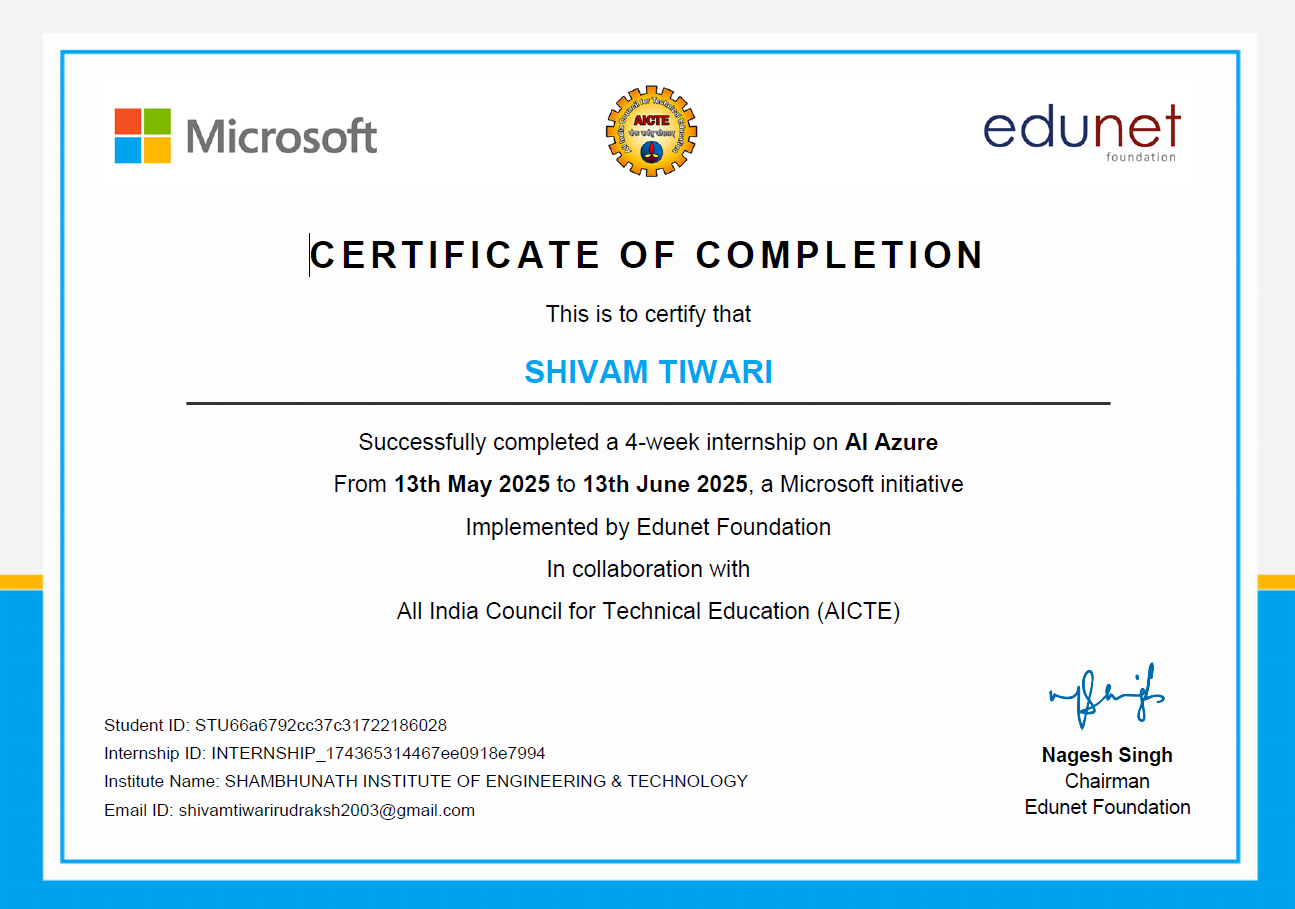 Microsoft
All India Council for Technical Education
AICTE
edunet
foundation
CERTIFICATE OF COMPLETION
This is to certify that
SHIVAM TIWARI
Successfully completed a 4-week internship on AI Azure
From 13th May 2025 to 13th June 2025, a Microsoft initiative
Implemented by Edunet Foundation
In collaboration with
All India Council for Technical Education (AICTE)
Student ID: STU66a6792cc37c31722186028
Internship ID: INTERNSHIP_174365314467ee0918e7994
Institute Name: SHAMBHUNATH INSTITUTE OF ENGINEERING & TECHNOLOGY
Email ID: shivamtiwarirudraksh2003@gmail.com
Nagesh Singh
Chairman
Edunet Foundation